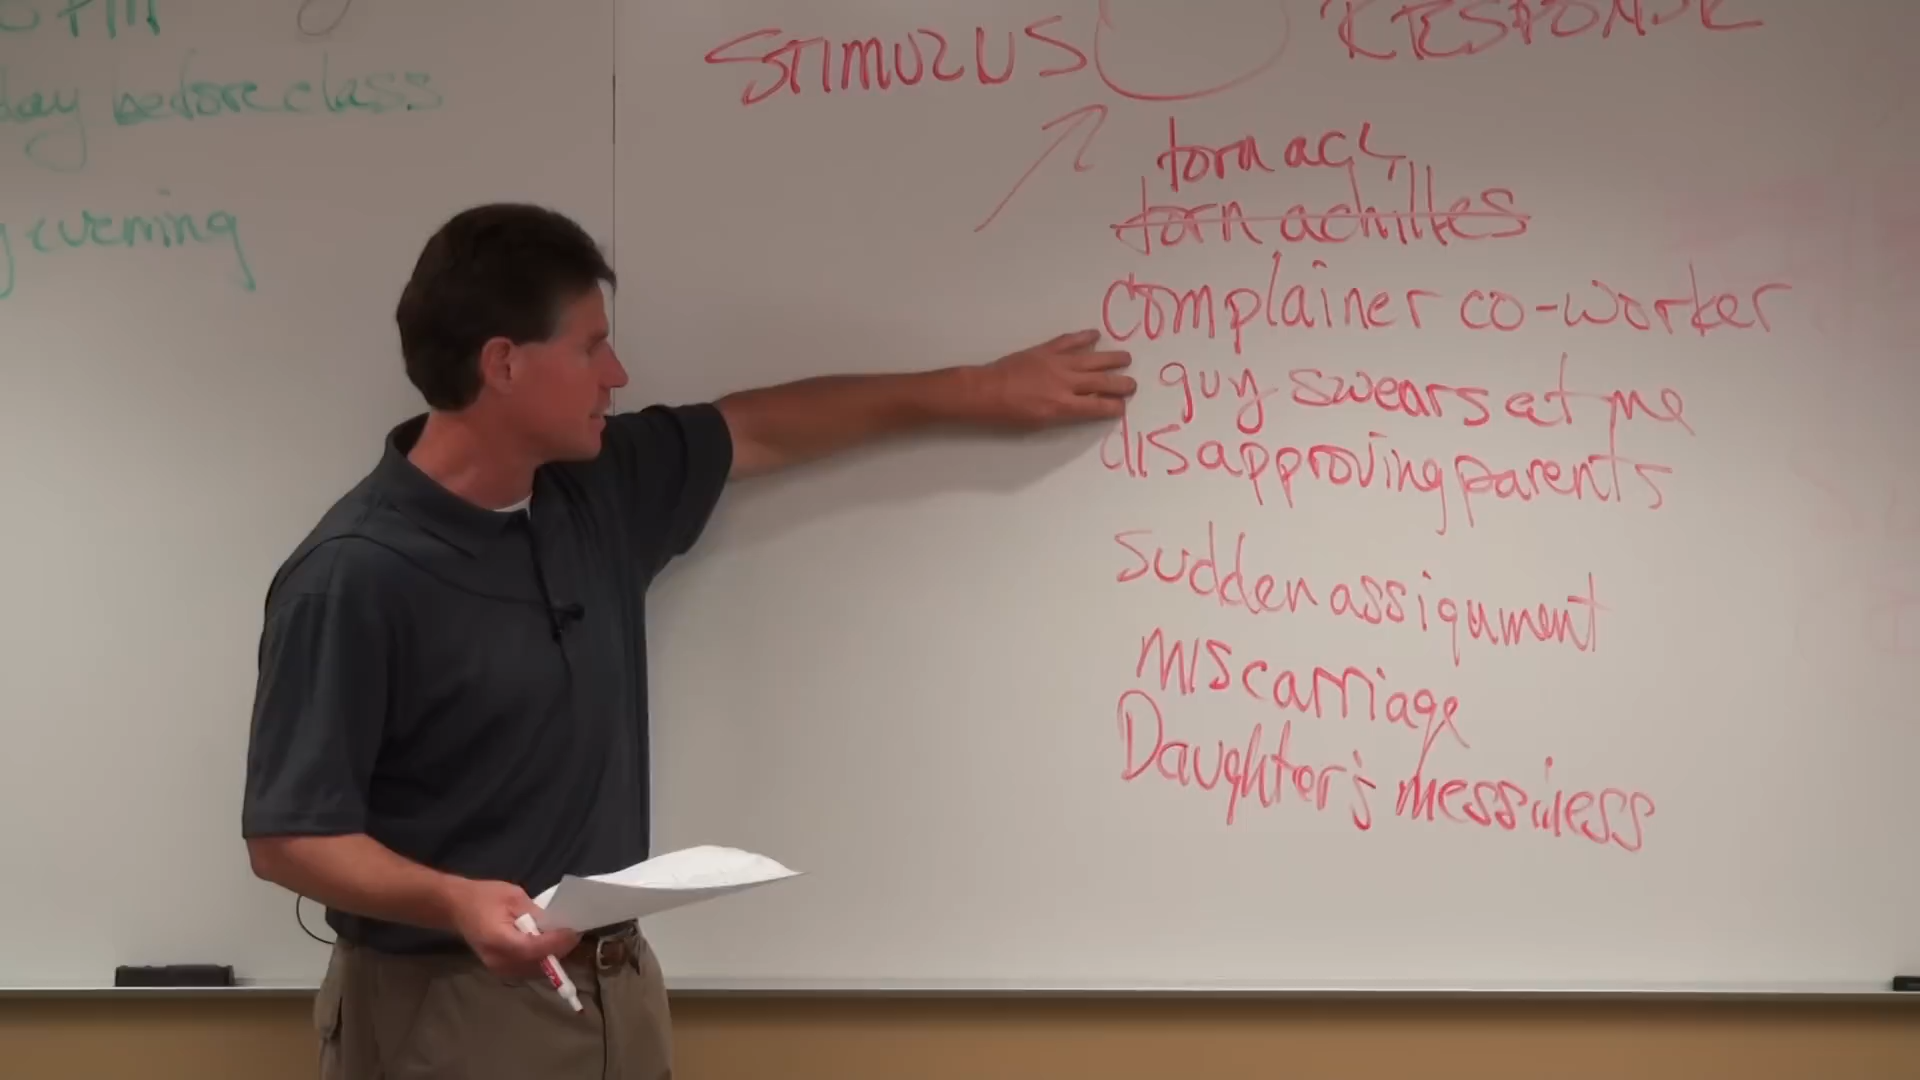 day before class
evening
STIMULUS RESPONSE
torn ACL
torn achilles
complainer co-worker
guy swears at me
disapproving parents
sudden assignment
miscarriage
Daughter's messiness